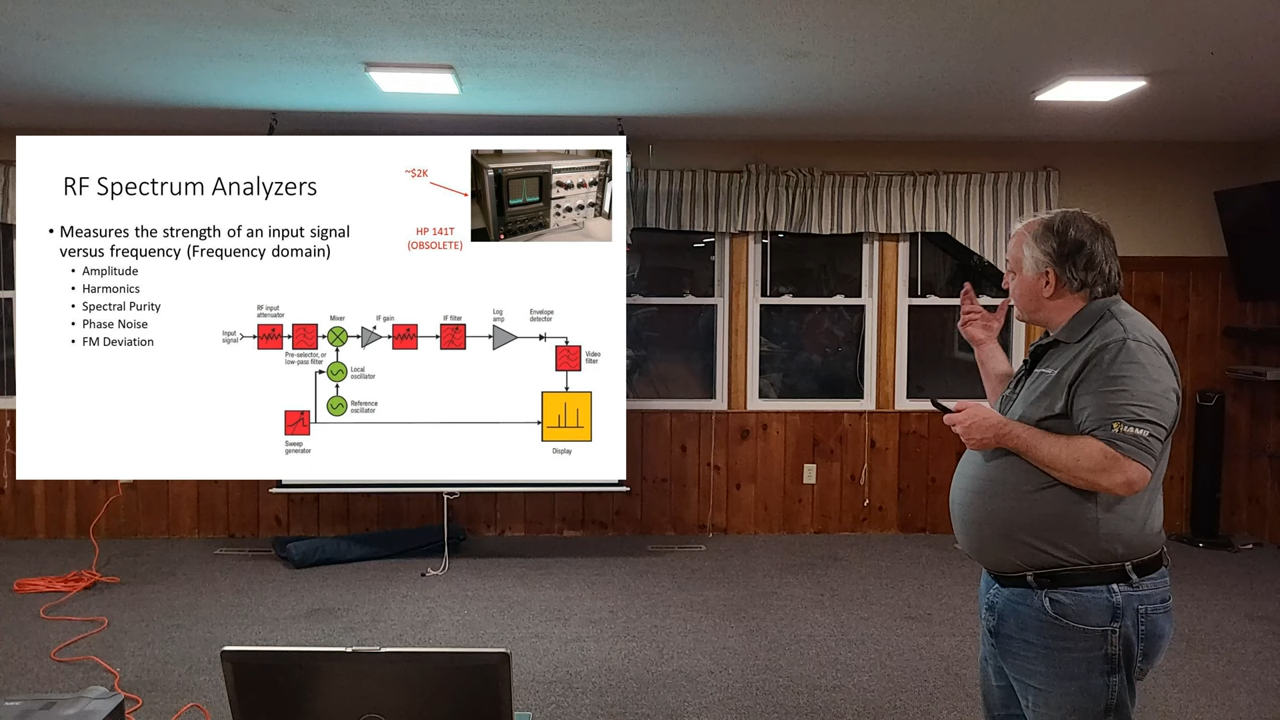 RF Spectrum Analyzers
~$2K
HP 141T
(OBSOLETE)
• Measures the strength of an input signal
versus frequency (Frequency domain)
• Amplitude
• Harmonics
• Spectral Purity
• Phase Noise
• FM Deviation
Input
signal
RF input
attenuator
Pre-selector, or
low-pass filter
Mixer
IF gain
IF filter
Log
amp
Envelope
detector
Video
filter
Local
oscillator
Reference
oscillator
Sweep
generator
Display
NEC